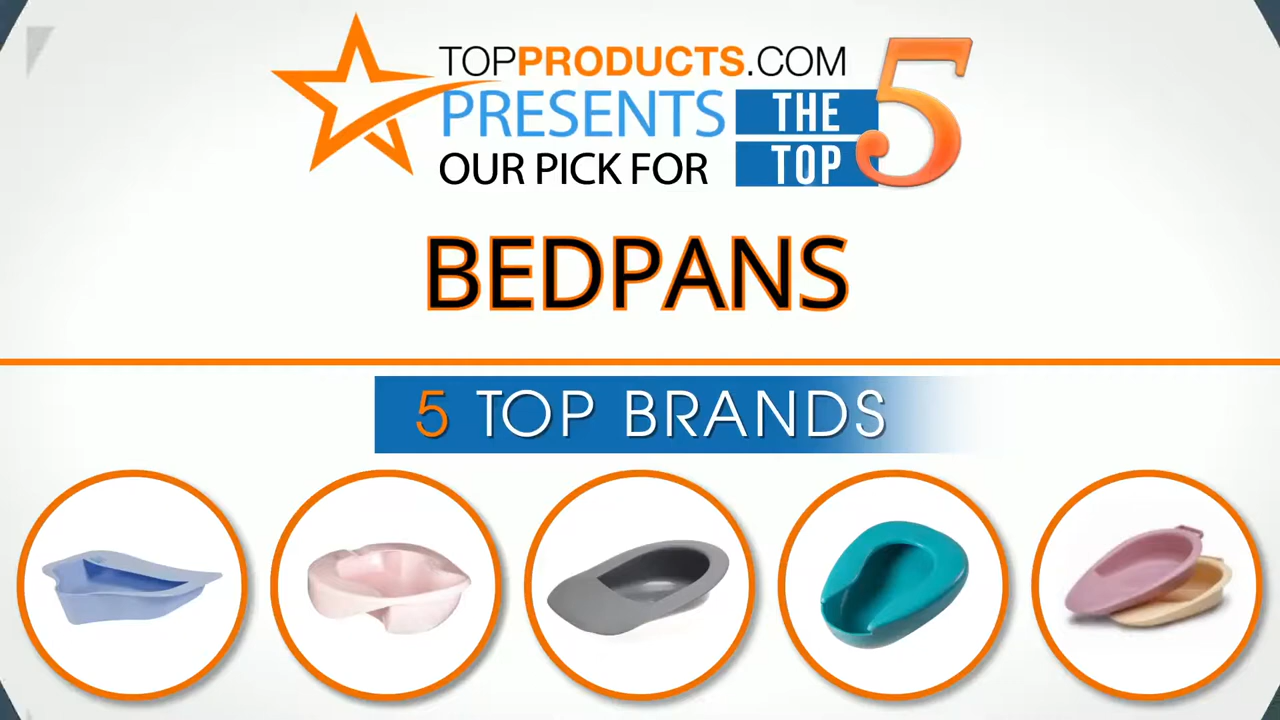 TOPPRODUCTS.COM
PRESENTS THE
OUR PICK FOR TOP 5
BEDPANS
5 TOP BRANDS